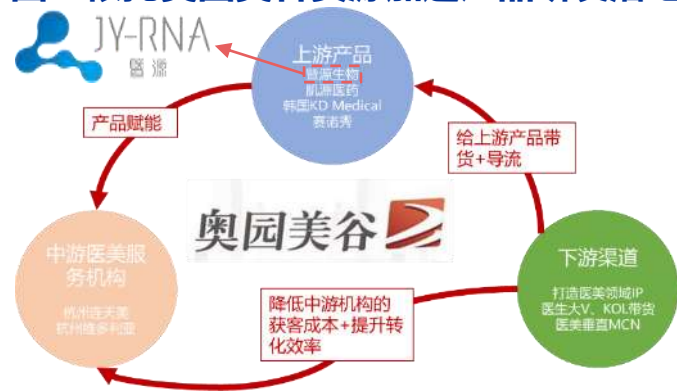 JY-RNA
上游产品
肌源医药
韩国KD Medical
赛诺秀
产品赋能
给上游产品带
货+导流
奥园美谷
中游医美服
务机构
杭州连天美
杭州维多利亚
下游渠道
打造医美领域IP
医生大V、KOL带货
医美垂直MCN
降低中游机构的
获客成本+提升转
化效率